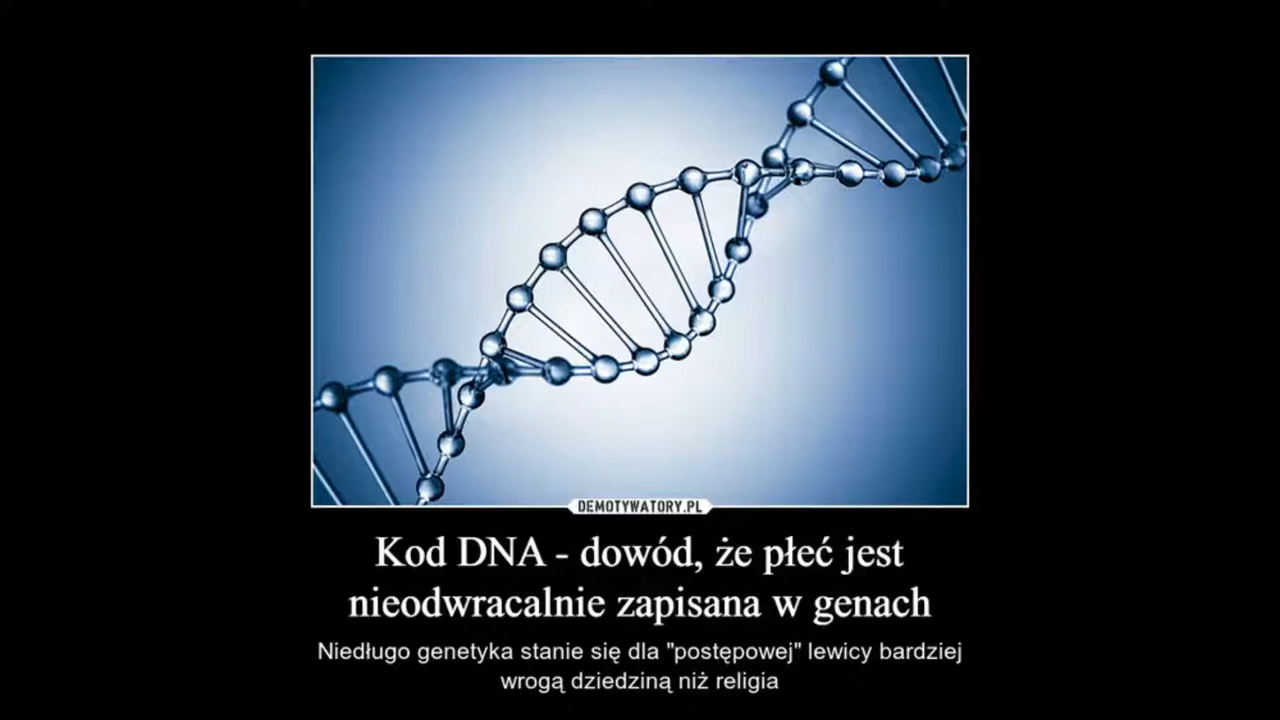 DEMOTYWATORY.PL
Kod DNA - dowód, że płeć jest
nieodwracalnie zapisana w genach
Niedługo genetyka stanie się dla "postępowej" lewicy bardziej
wrogą dziedziną niż religia